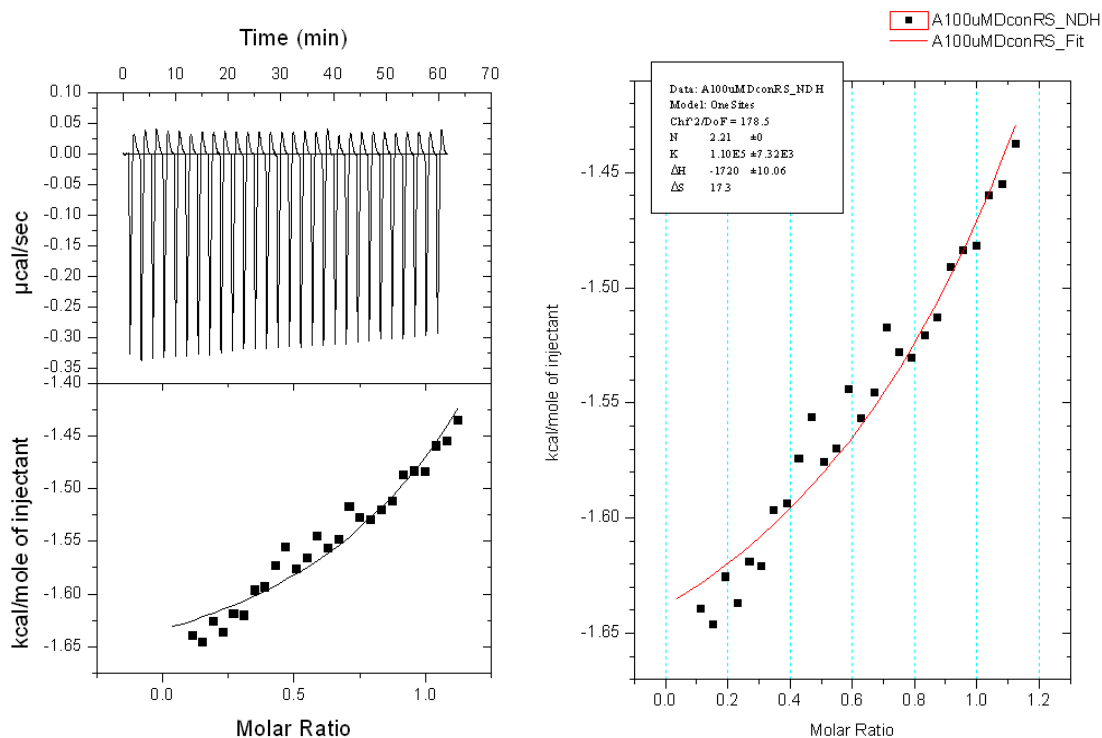 Time (min)
0 10 20 30 40 50 60 70
0.10
0.05
0.00
-0.05
-0.10
-0.15
-0.20
-0.25
-0.30
-0.35
µcal/sec
-1.40
-1.45
-1.50
-1.55
-1.60
-1.65
kcal/mole of injectant
0.0 0.5 1.0
Molar Ratio
A100uMDconRS_NDH
A100uMDconRS_Fit
Data: A100uMDconRS_NDH
Model: OneSites
Chi^2/DoF = 178.5
N 2.21 ±0
K 1.10E5 ±7.32E3
ΔH -1720 ±10.06
ΔS 17.3
-1.45
-1.50
-1.55
-1.60
-1.65
kcal/mole of injectant
0.0 0.2 0.4 0.6 0.8 1.0 1.2
Molar Ratio